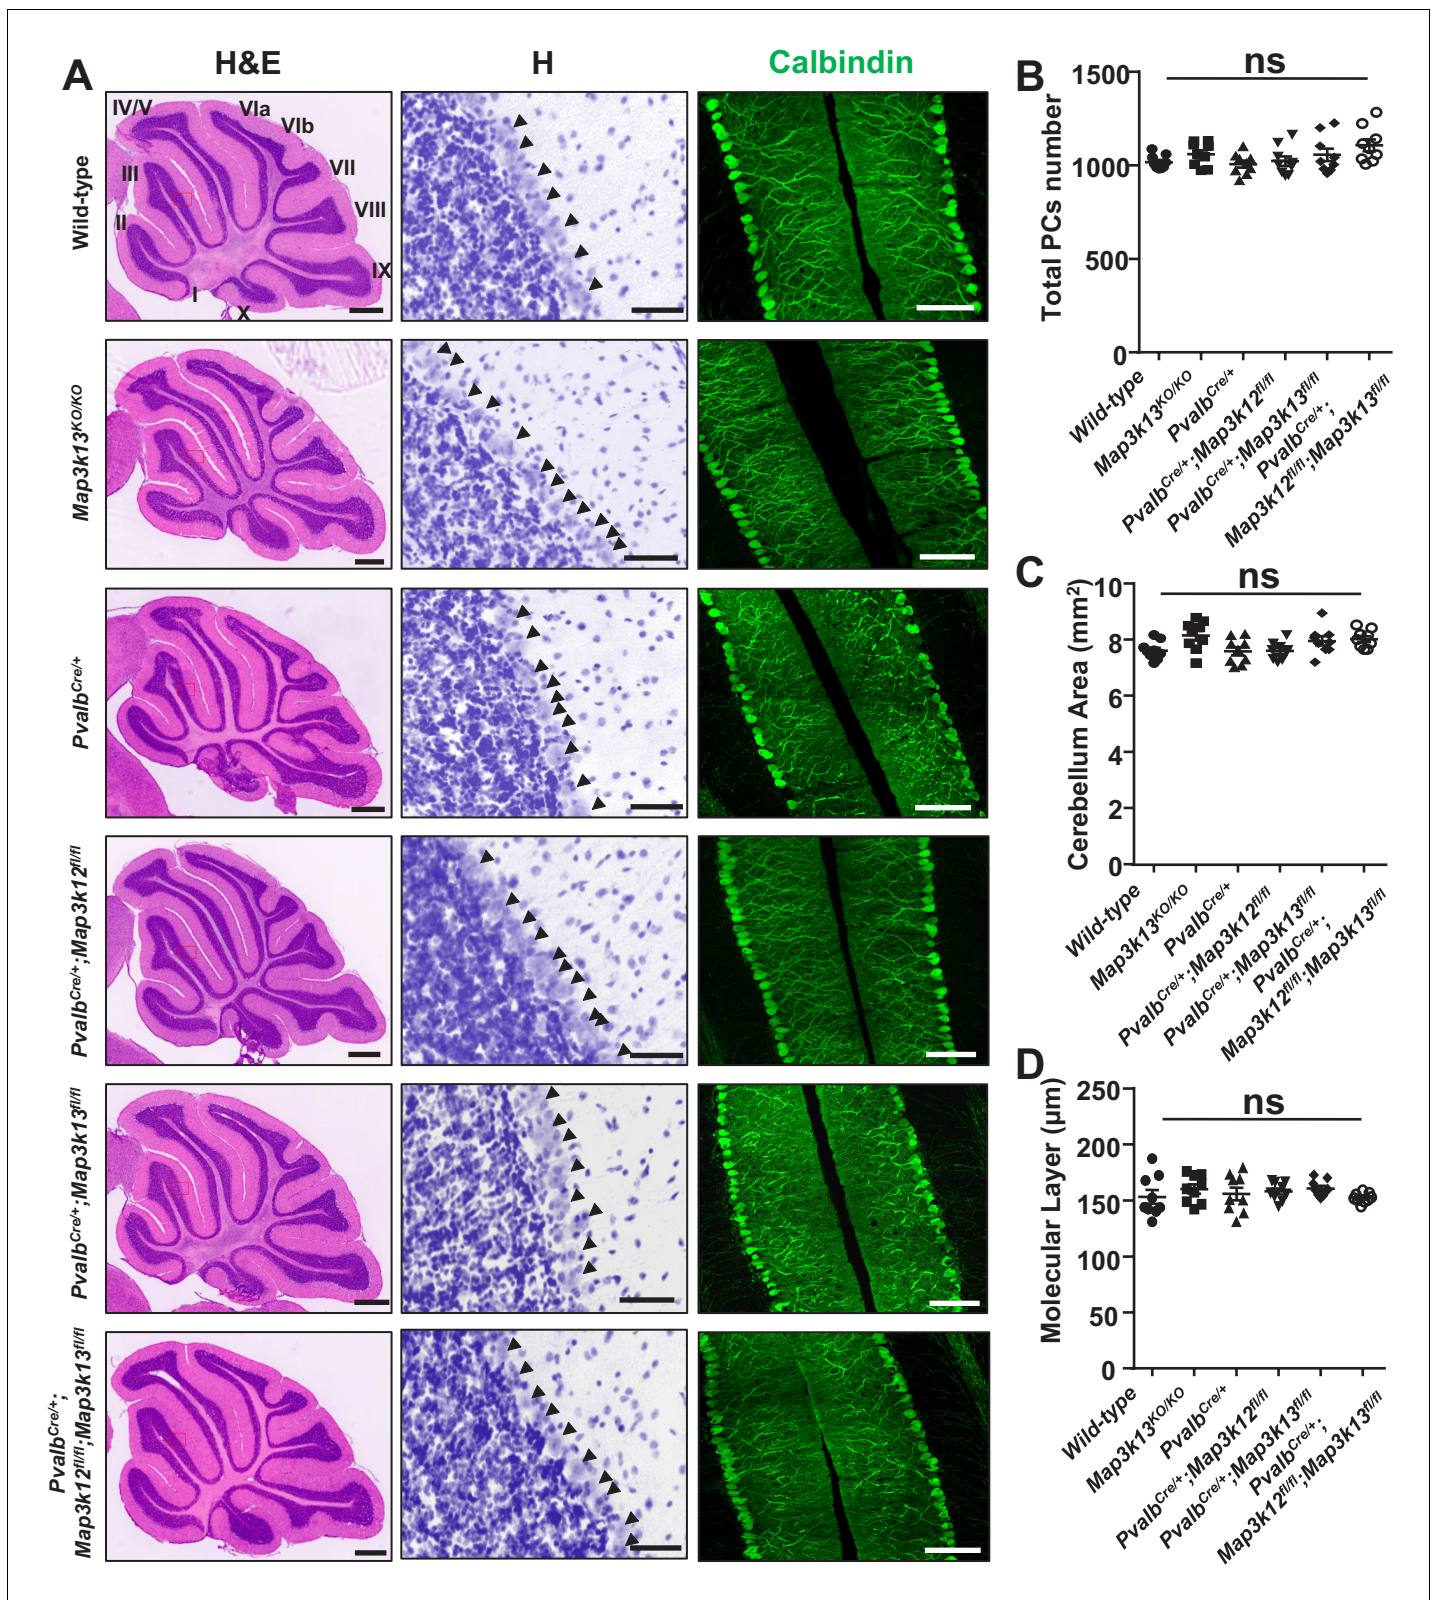 A
H&E
H
Calbindin
Wild-type
IV/V
VIa
VIb
III
VII
II
VIII
IX
I
X
Map3k13KO/KO
PvalbCre/+
PvalbCre/+;Map3k12fl/fl
PvalbCre/+;Map3k13fl/fl
PvalbCre/+;
Map3k12fl/fl;Map3k13fl/fl
B
ns
Total PCs number
1500
1000
500
0
Wild-type
Map3k13KO/KO
PvalbCre/+
PvalbCre/+;Map3k12fl/fl
PvalbCre/+;Map3k13fl/fl
PvalbCre/+;
Map3k12fl/fl;Map3k13fl/fl
C
ns
Cerebellum Area (mm2)
10
8
6
4
2
0
Wild-type
Map3k13KO/KO
PvalbCre/+
PvalbCre/+;Map3k12fl/fl
PvalbCre/+;Map3k13fl/fl
PvalbCre/+;
Map3k12fl/fl;Map3k13fl/fl
D
ns
Molecular Layer (µm)
250
200
150
100
50
0
Wild-type
Map3k13KO/KO
PvalbCre/+
PvalbCre/+;Map3k12fl/fl
PvalbCre/+;Map3k13fl/fl
PvalbCre/+;
Map3k12fl/fl;Map3k13fl/fl